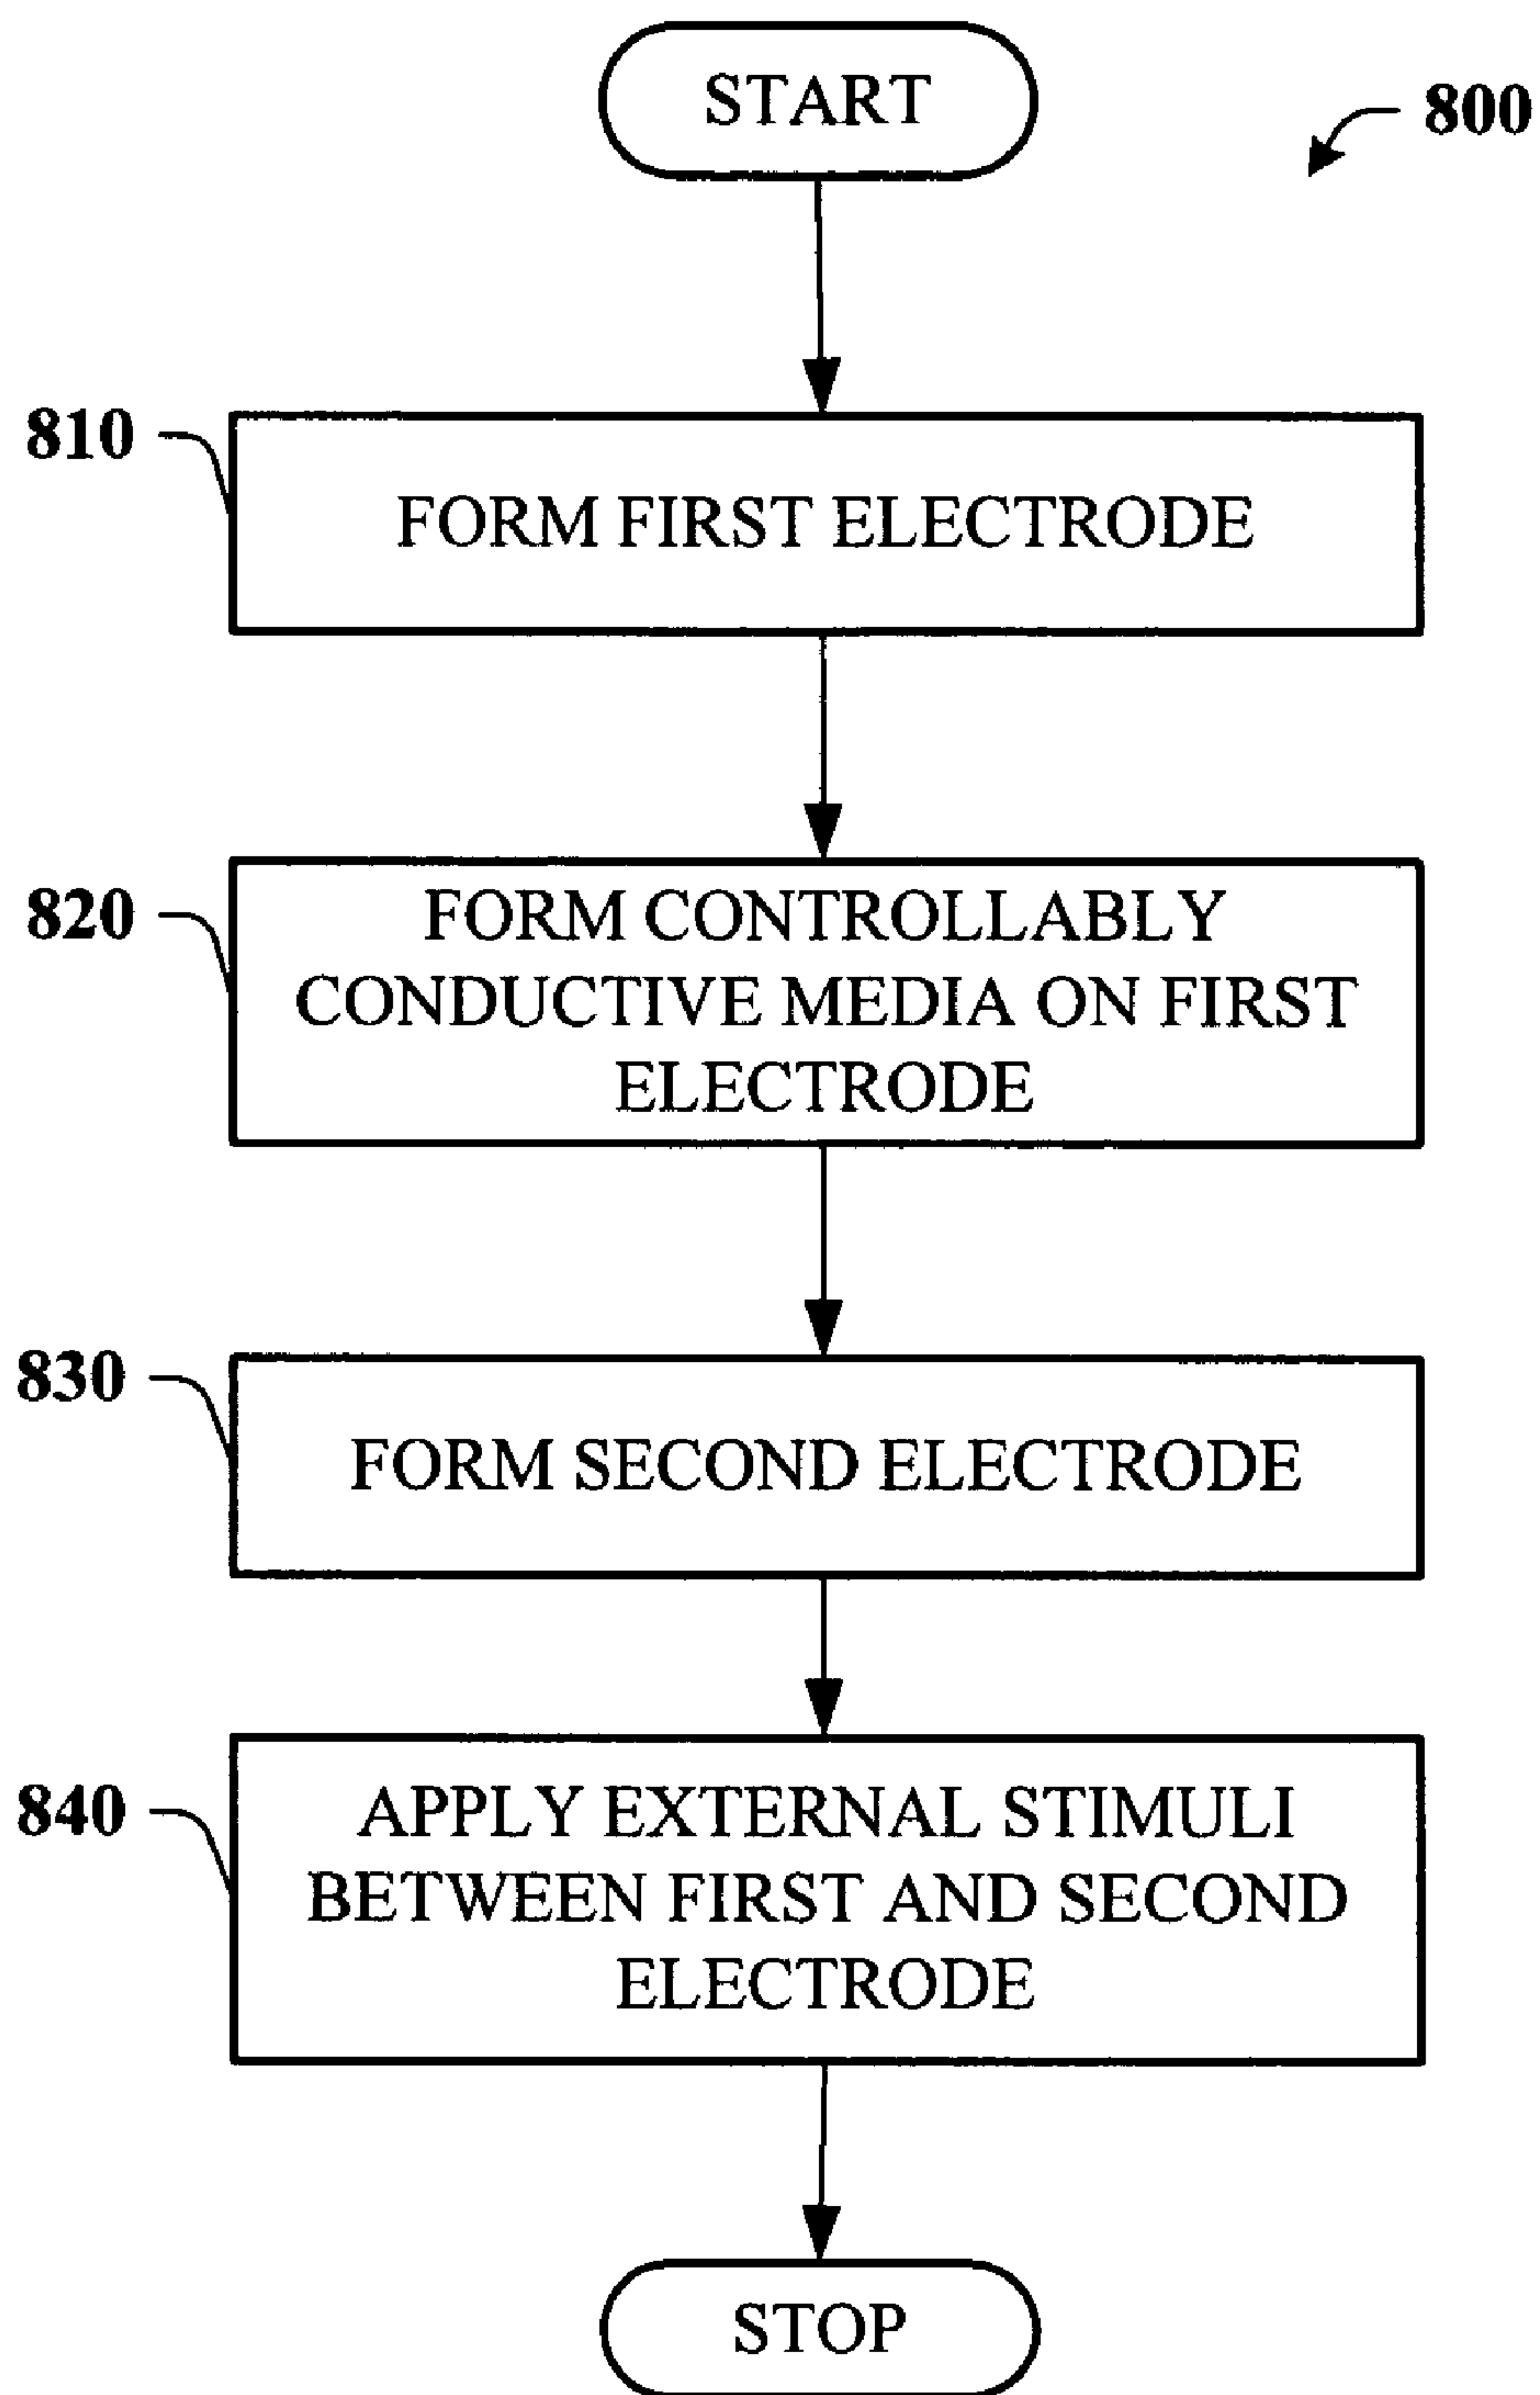 START
800
810
FORM FIRST ELECTRODE
820
FORM CONTROLLABLY
CONDUCTIVE MEDIA ON FIRST
ELECTRODE
830
FORM SECOND ELECTRODE
840
APPLY EXTERNAL STIMULI
BETWEEN FIRST AND SECOND
ELECTRODE
STOP